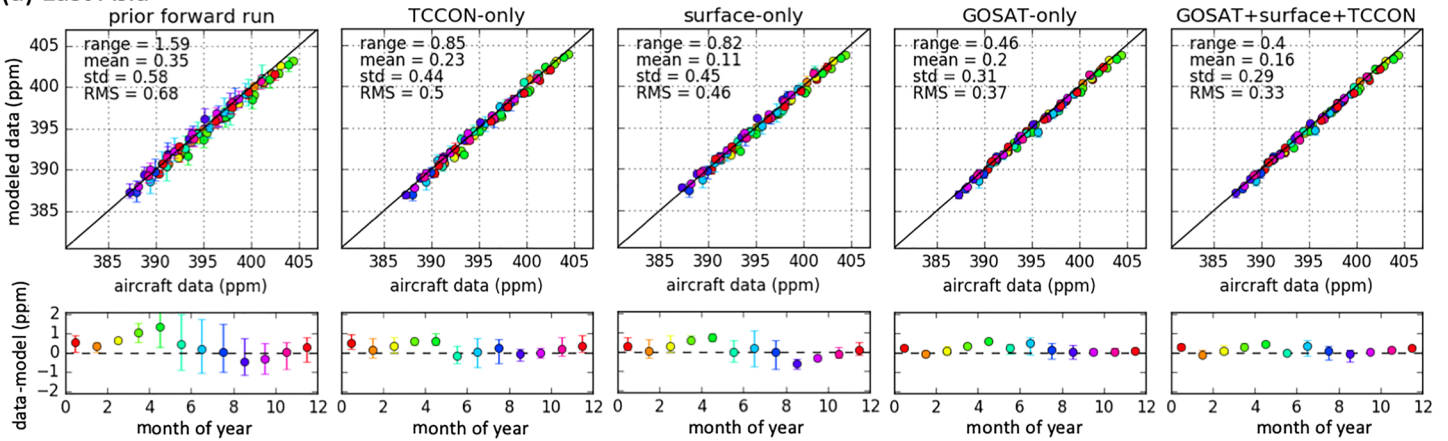 prior forward run TCCON-only surface-only GOSAT-only GOSAT+surface+TCCON
modeled data (ppm)
405
400
395
390
385
range = 1.59
mean = 0.35
std = 0.58
RMS = 0.68
385 390 395 400 405
aircraft data (ppm)
range = 0.85
mean = 0.23
std = 0.44
RMS = 0.5
385 390 395 400 405
aircraft data (ppm)
range = 0.82
mean = 0.11
std = 0.45
RMS = 0.46
385 390 395 400 405
aircraft data (ppm)
range = 0.46
mean = 0.2
std = 0.31
RMS = 0.37
385 390 395 400 405
aircraft data (ppm)
range = 0.4
mean = 0.16
std = 0.29
RMS = 0.33
385 390 395 400 405
aircraft data (ppm)
data-model (ppm)
2
1
0
−1
−2
0 2 4 6 8 10 12
month of year
0 2 4 6 8 10 12
month of year
0 2 4 6 8 10 12
month of year
0 2 4 6 8 10 12
month of year
0 2 4 6 8 10 12
month of year